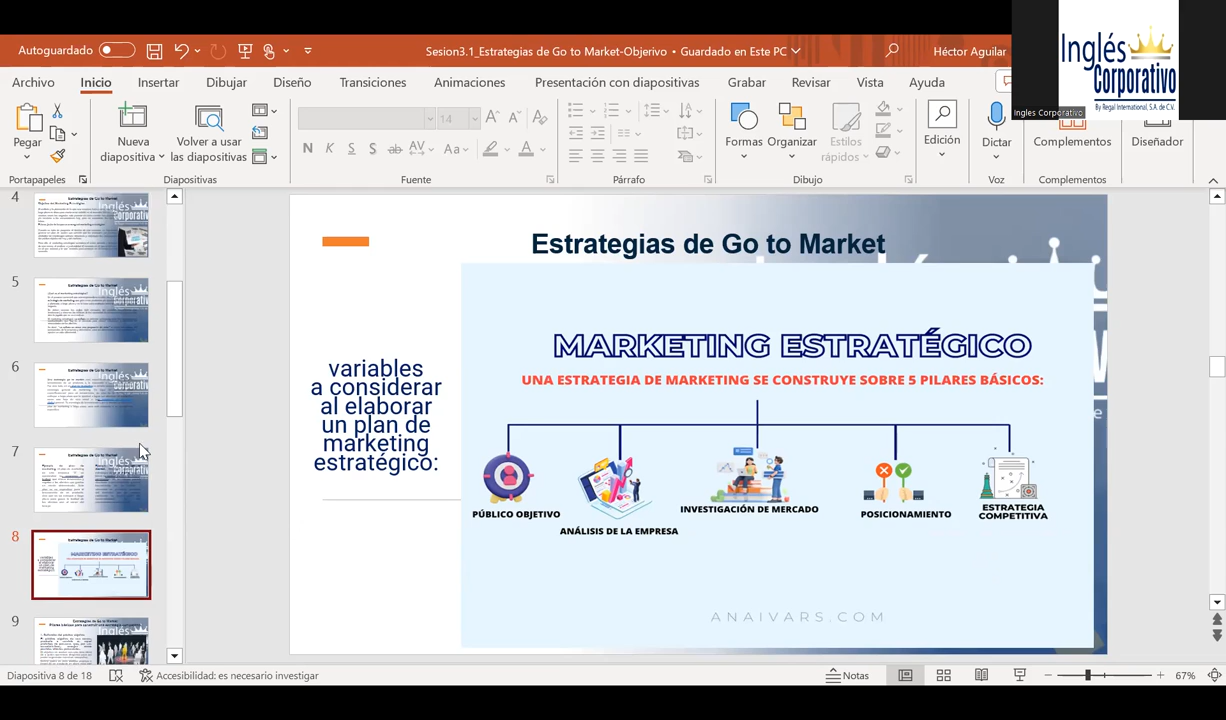 Autoguardado
Sesion3.1_Estrategias de Go to Market-Objerivo • Guardado en Este PC
Héctor Aguilar
Inglés
Corporativo
By Regal International, S.A. de C.V.
Ingles Corporativo
Archivo Inicio Insertar Dibujar Diseño Transiciones Animaciones Presentación con diapositivas Grabar Revisar Vista Ayuda
14
Pegar
Nueva
diapositiva
Volver a usar
las diapositivas
Formas
Organizar
Estilos
rápidos
Edición
Dictar
Complementos
Diseñador
Portapapeles
Diapositivas
Fuente
Párrafo
Dibujo
Voz
Complementos
4
5
6
7
8
9
Estrategias de Go to Market
variables
a considerar
al elaborar
un plan de
marketing
estratégico:
MARKETING ESTRATÉGICO
UNA ESTRATEGIA DE MARKETING SE CONSTRUYE SOBRE 5 PILARES BÁSICOS:
PÚBLICO OBJETIVO
ANÁLISIS DE LA EMPRESA
INVESTIGACIÓN DE MERCADO
POSICIONAMIENTO
ESTRATEGIA
COMPETITIVA
ANAIVARS.COM
Diapositiva 8 de 18
Accesibilidad: es necesario investigar
Notas
67%